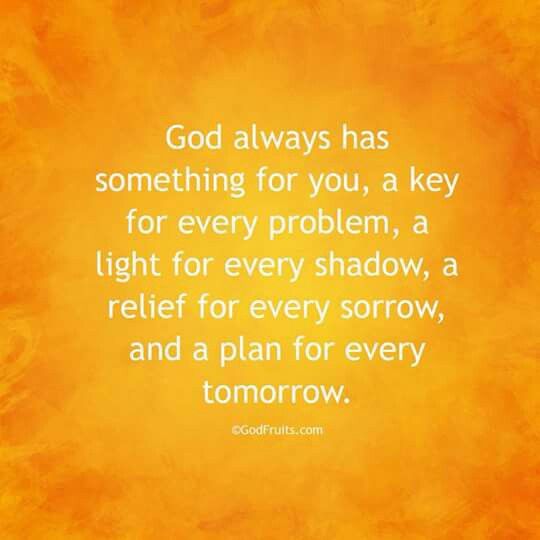 God always has
something for you, a key
for every problem, a
light for every shadow, a
relief for every sorrow,
and a plan for every
tomorrow.
©GodFruits.com